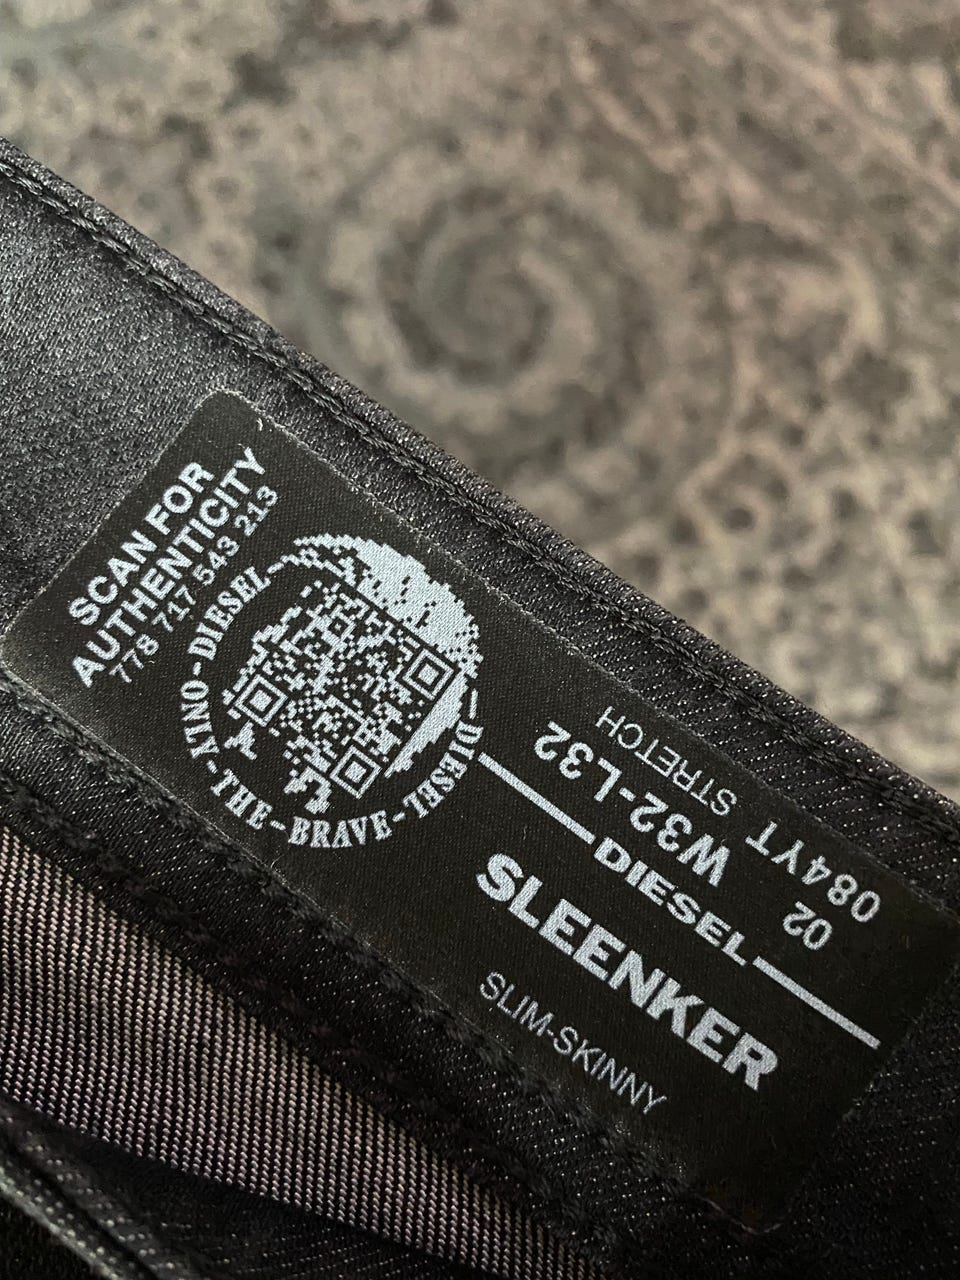 SCAN FOR
AUTHENTICITY
778 717 543 213
DIESEL-
ONLY-THE-BRAVE-
DIESEL
DIESEL
SLEENKER
SLIM-SKINNY
02
084YT STRETCH
W32-L32